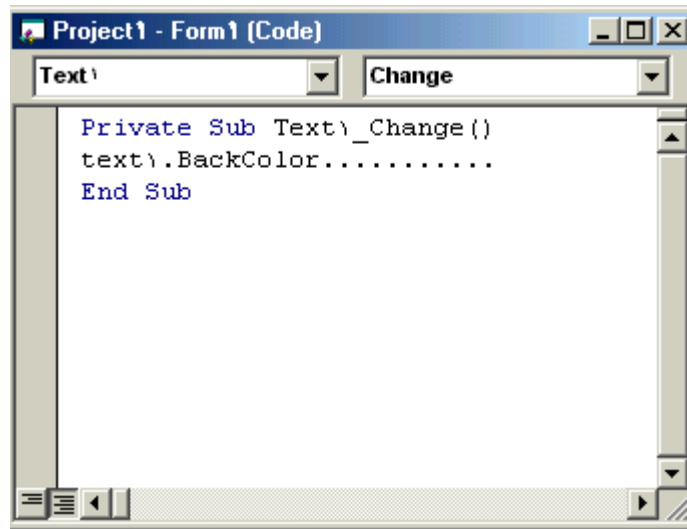 Project1 - Form1 (Code)
Text١ Change
Private Sub Text١_Change()
text١.BackColor...........
End Sub